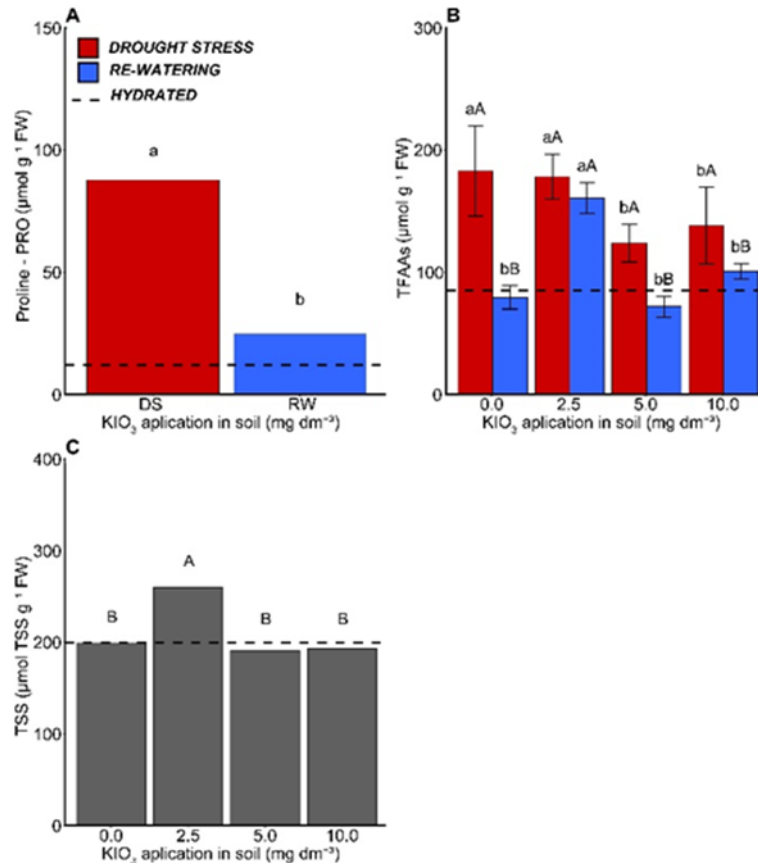 A
Proline - PRO (µmol g ¹ FW)
150
100
50
0
DROUGHT STRESS
RE-WATERING
HYDRATED
a
b
DS RW
KIO₃ aplication in soil (mg dm⁻³)
B
TFAAs (µmol g ¹ FW)
300
200
100
0
aA
bB
aA
aA
bA
bB
bA
bB
0.0 2.5 5.0 10.0
KIO₃ aplication in soil (mg dm⁻³)
C
TSS (µmol TSS g ¹ FW)
400
300
200
100
0
B A B B
0.0 2.5 5.0 10.0
KIO₃ aplication in soil (mg dm⁻³)